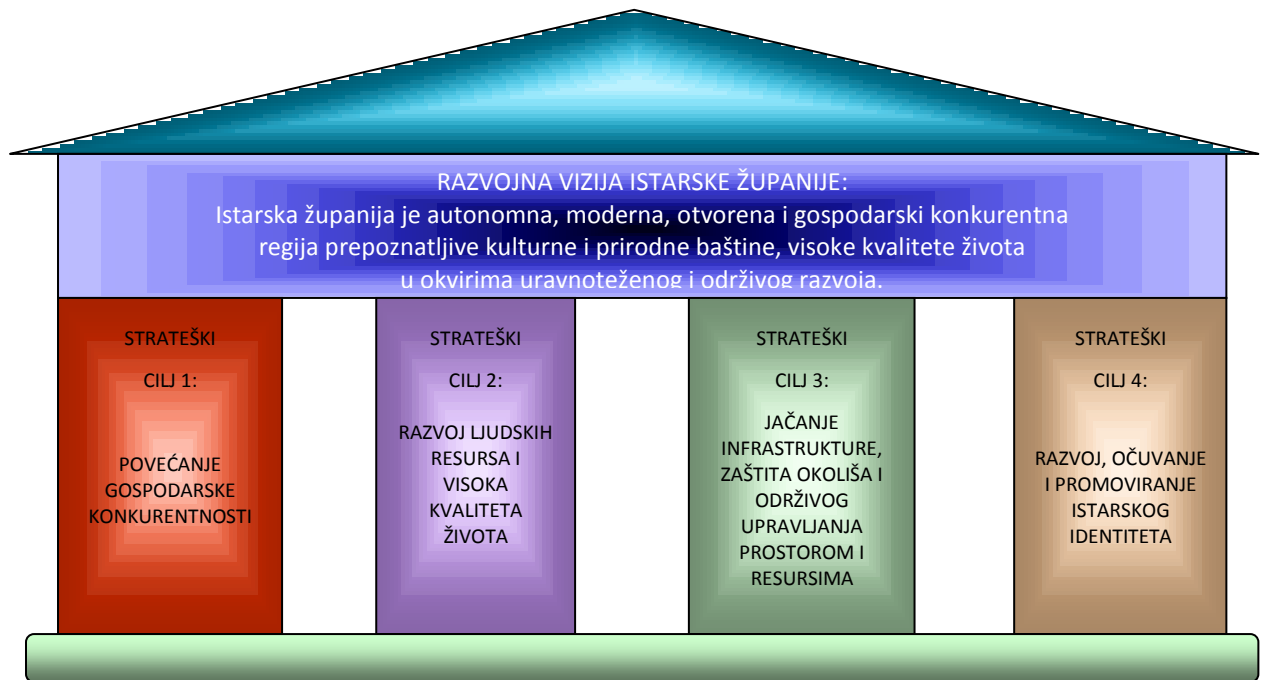 RAZVOJNA VIZIJA ISTARSKE ŽUPANIJE:
Istarska županija je autonomna, moderna, otvorena i gospodarski konkurentna
regija prepoznatljive kulturne i prirodne baštine, visoke kvalitete života
u okvirima uravnoteženog i održivog razvoja.
STRATEŠKI
CILJ 1:
POVEĆANJE
GOSPODARSKE
KONKURENTNOSTI
STRATEŠKI
CILJ 2:
RAZVOJ LJUDSKIH
RESURSA I
VISOKA
KVALITETA
ŽIVOTA
STRATEŠKI
CILJ 3:
JAČANJE
INFRASTRUKTURE,
ZAŠTITA OKOLIŠA I
ODRŽIVOG
UPRAVLJANJA
PROSTOROM I
RESURSIMA
STRATEŠKI
CILJ 4:
RAZVOJ, OČUVANJE
I PROMOVIRANJE
ISTARSKOG
IDENTITETA